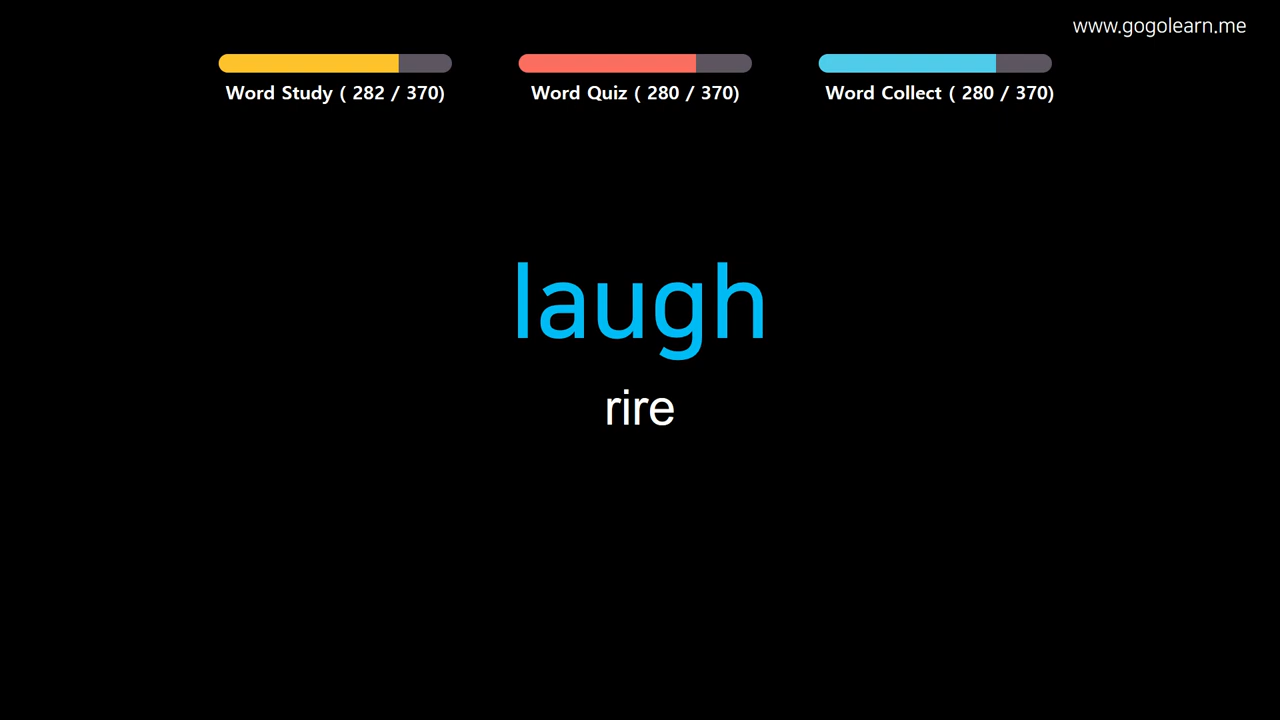 www.gogolearn.me
Word Study ( 282 / 370)
Word Quiz ( 280 / 370)
Word Collect ( 280 / 370)
laugh
rire